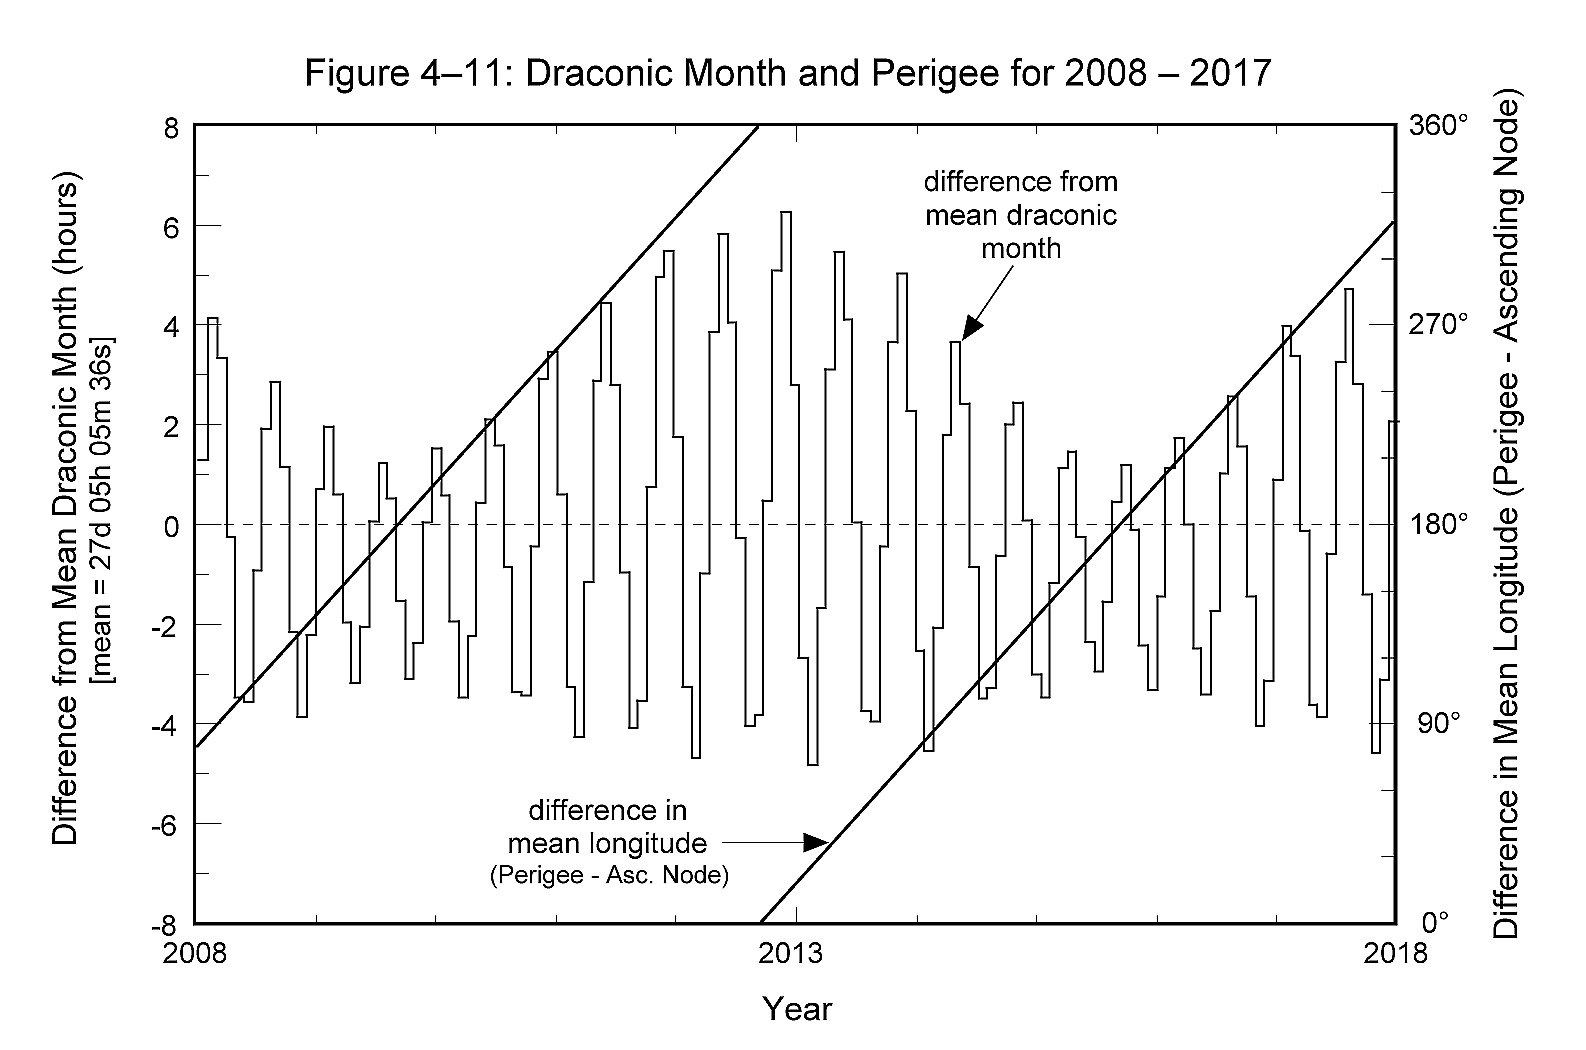 Figure 4–11: Draconic Month and Perigee for 2008 – 2017
Difference from Mean Draconic Month (hours)
[mean = 27d 05h 05m 36s]
8
6
4
2
0
-2
-4
-6
-8
difference from
mean draconic
month
difference in
mean longitude
(Perigee - Asc. Node)
360°
270°
180°
90°
0°
Difference in Mean Longitude (Perigee - Ascending Node)
2008
2013
2018
Year